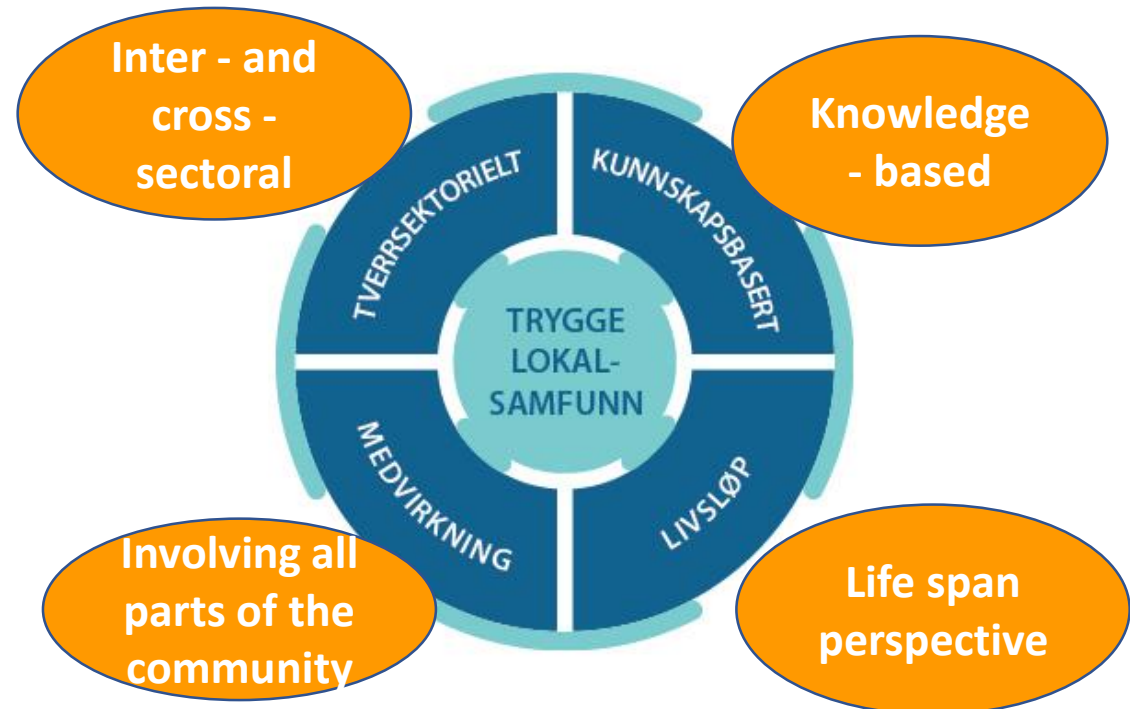 Inter - and
cross -
sectoral
Knowledge
- based
TVERRSEKTORIELT
KUNNSKAPSBASERT
TRYGGE
LOKAL-
SAMFUNN
MEDVIRKNING
LIVSLØP
Involving all
parts of the
community
Life span
perspective